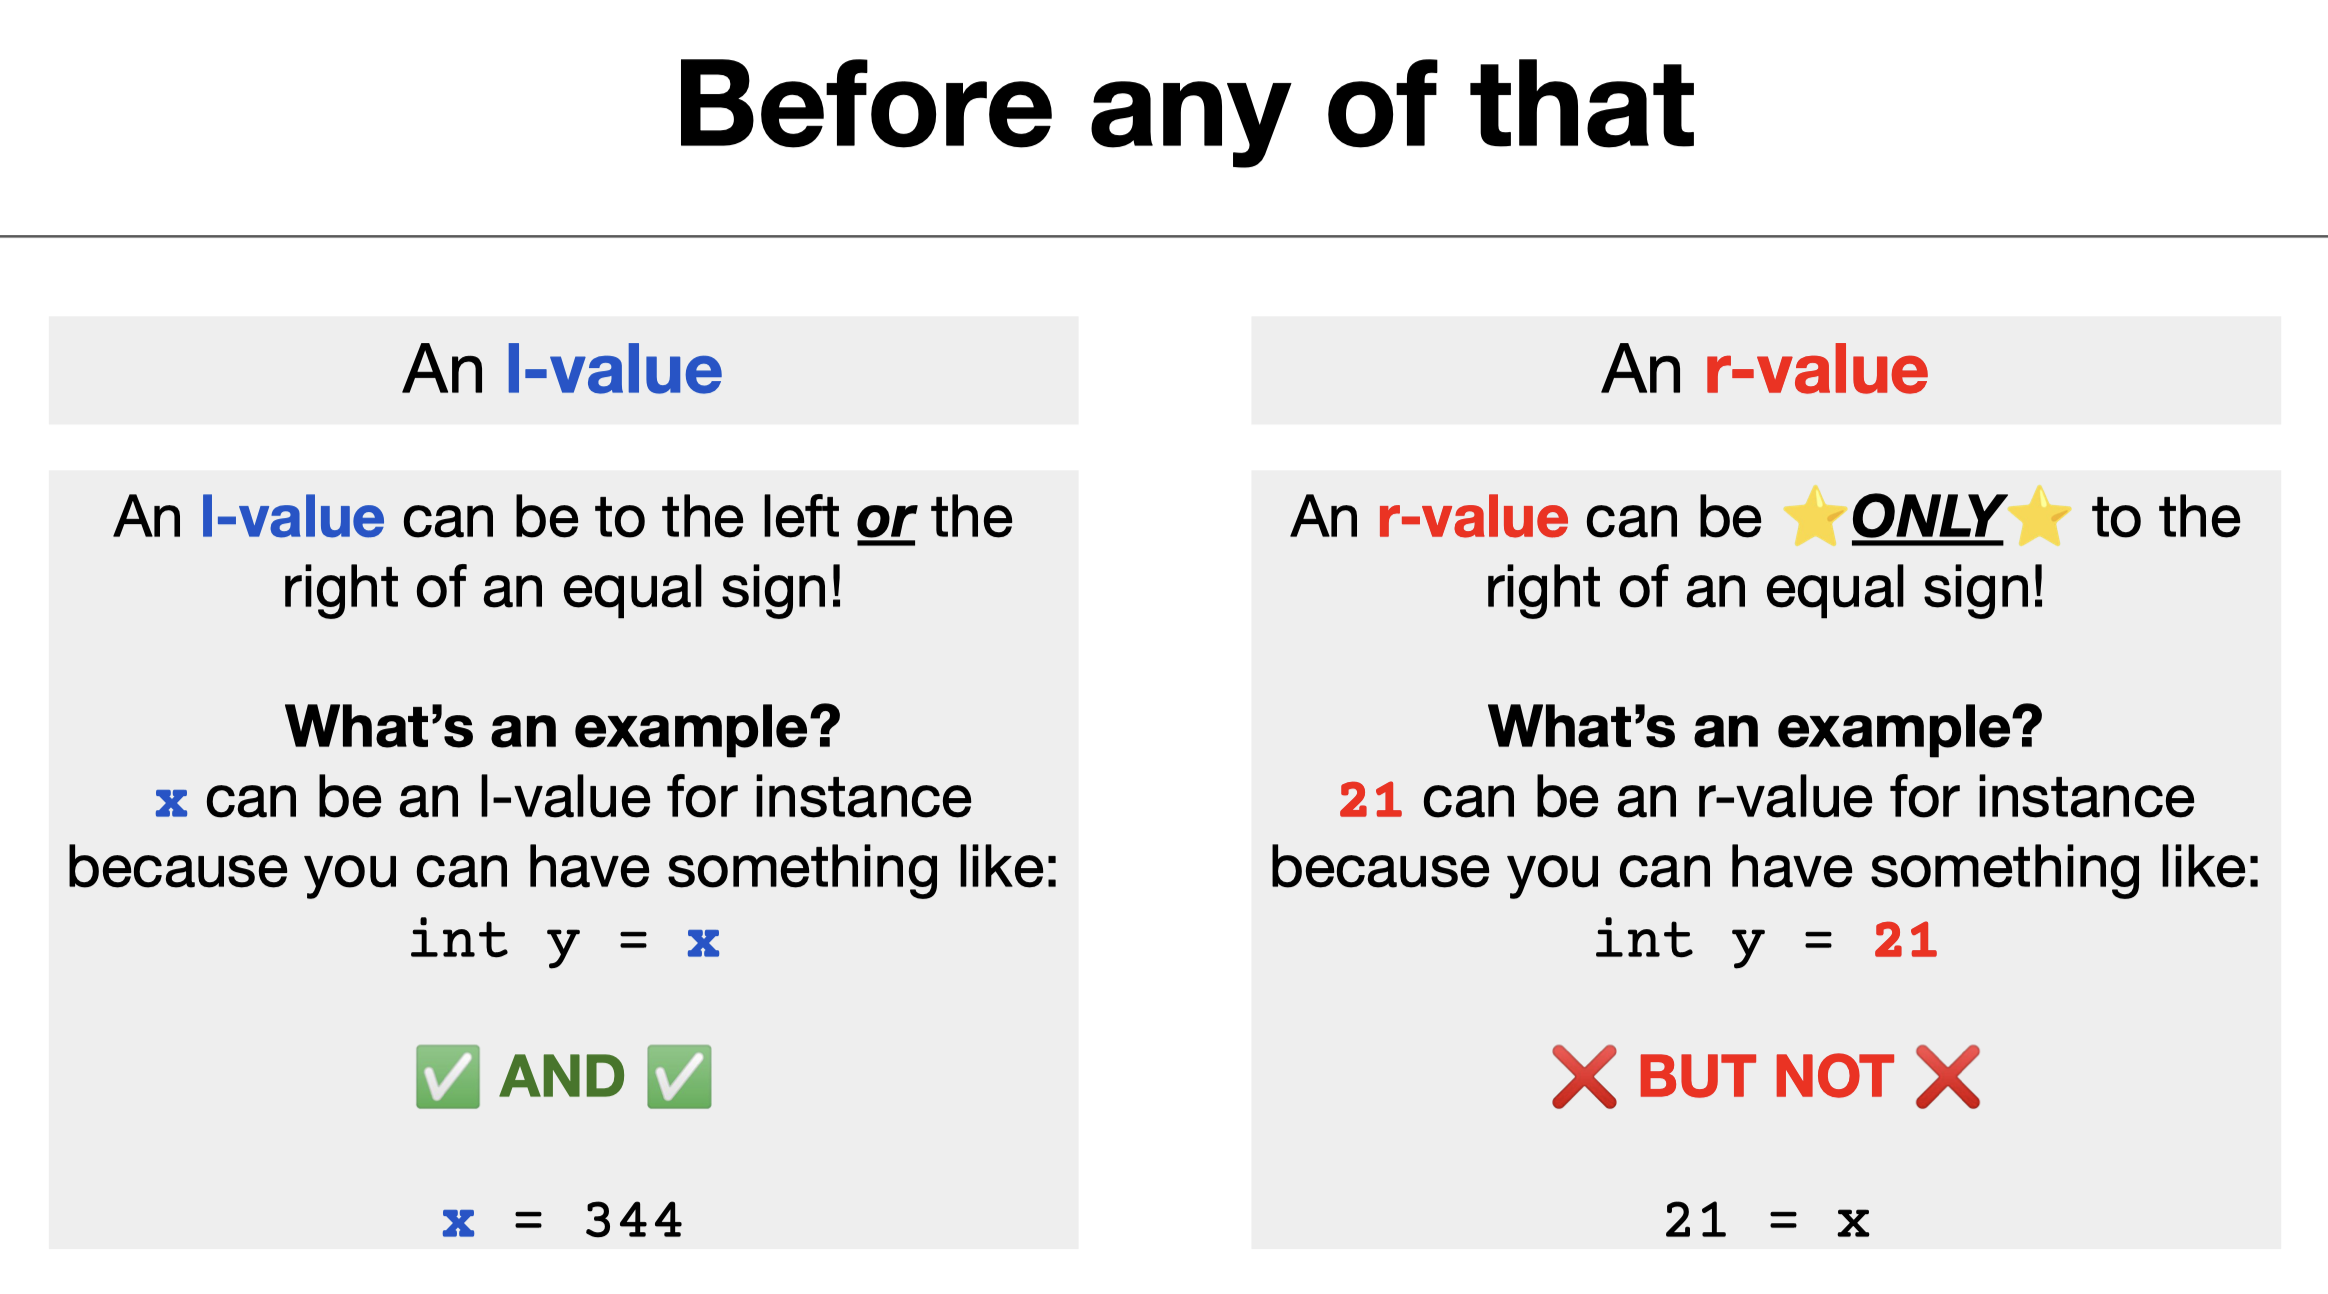 Before any of that
An l-value
An l-value can be to the left or the
right of an equal sign!
What’s an example?
x can be an l-value for instance
because you can have something like:
int y = x
✅ AND ✅
x = 344
An r-value
An r-value can be ⭐ONLY⭐ to the
right of an equal sign!
What’s an example?
21 can be an r-value for instance
because you can have something like:
int y = 21
❌ BUT NOT ❌
21 = x